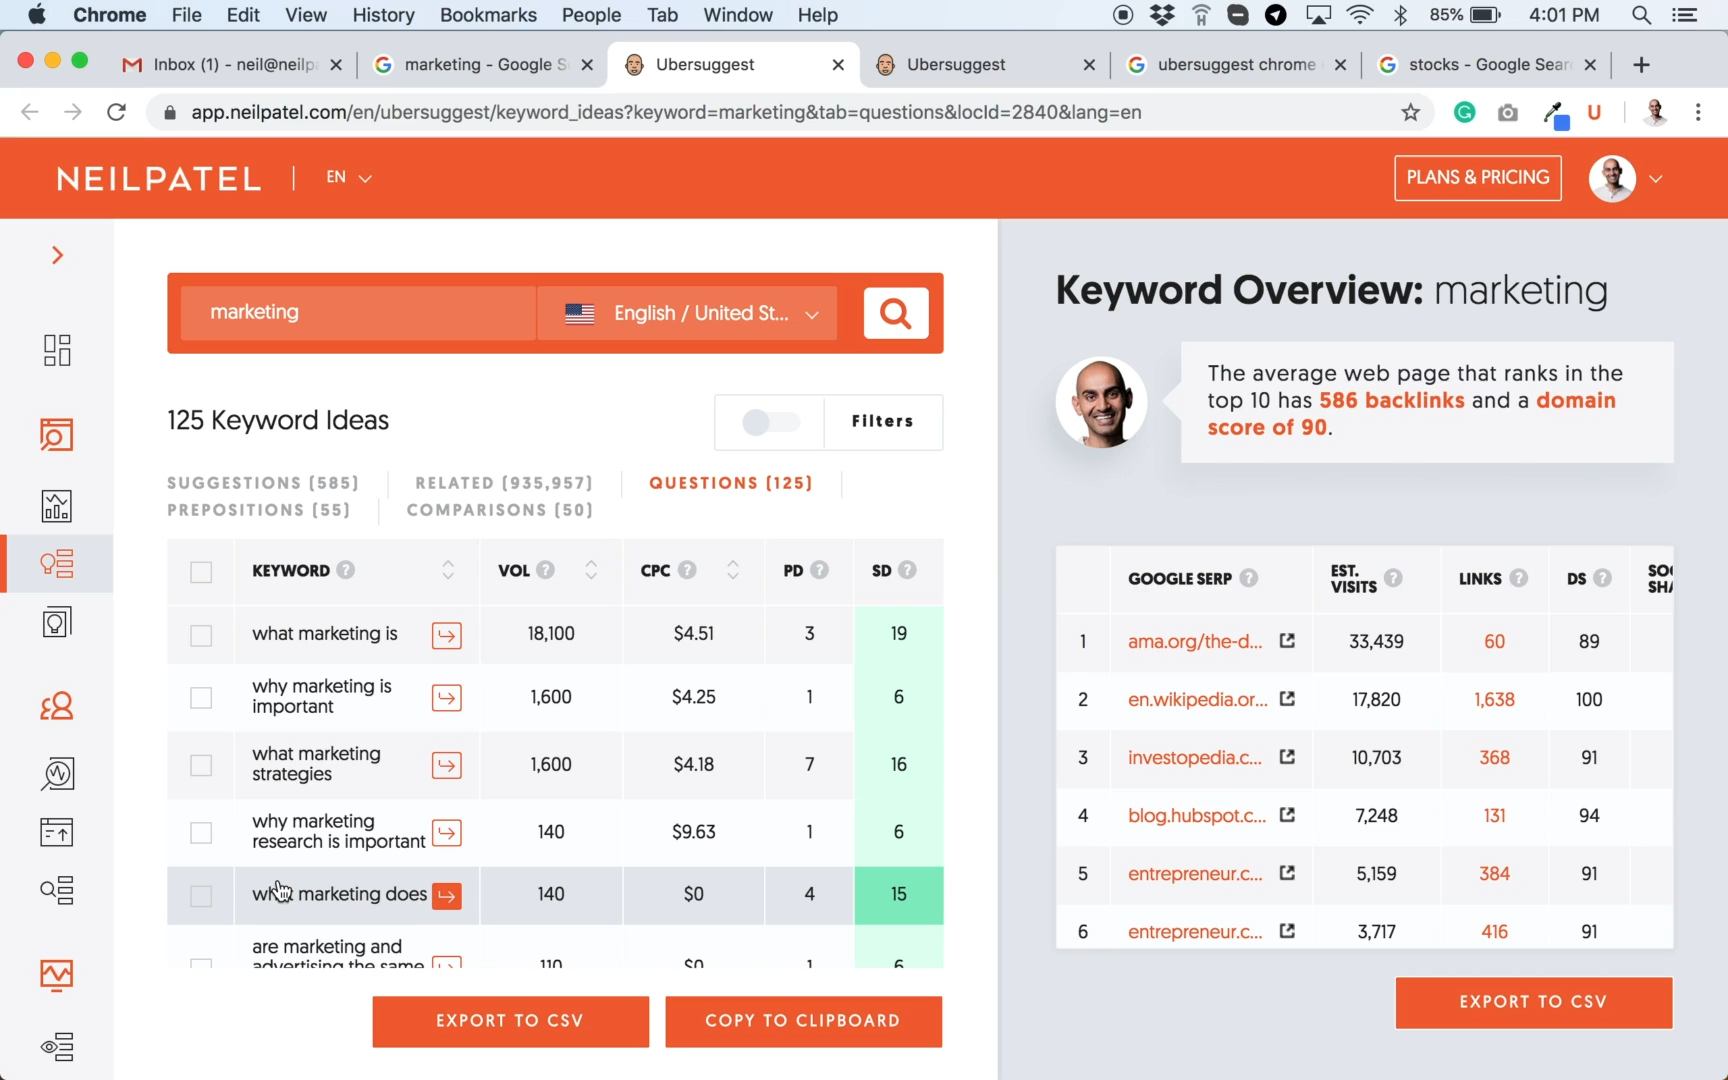 Chrome File Edit View History Bookmarks People Tab Window Help 85% 4:01 PM
Inbox (1) - neil@neilp marketing - Google S Ubersuggest Ubersuggest ubersuggest chrome stocks - Google Sear
app.neilpatel.com/en/ubersuggest/keyword_ideas?keyword=marketing&tab=questions&locId=2840&lang=en
NEILPATEL EN PLANS & PRICING
marketing English / United St...
125 Keyword Ideas Filters
SUGGESTIONS (585) RELATED (935,957) QUESTIONS (125)
PREPOSITIONS (55) COMPARISONS (50)
KEYWORD ? VOL ? CPC ? PD ? SD ?
what marketing is 18,100 $4.51 3 19
why marketing is
important 1,600 $4.25 1 6
what marketing
strategies 1,600 $4.18 7 16
why marketing
research is important 140 $9.63 1 6
what marketing does 140 $0 4 15
are marketing and
advertising the same 110 $0 1 6
EXPORT TO CSV COPY TO CLIPBOARD
Keyword Overview: marketing
The average web page that ranks in the
top 10 has 586 backlinks and a domain
score of 90.
GOOGLE SERP ? EST.
VISITS ? LINKS ? DS ? SO
SH
1 ama.org/the-d... 33,439 60 89
2 en.wikipedia.or... 17,820 1,638 100
3 investopedia.c... 10,703 368 91
4 blog.hubspot.c... 7,248 131 94
5 entrepreneur.c... 5,159 384 91
6 entrepreneur.c... 3,717 416 91
EXPORT TO CSV